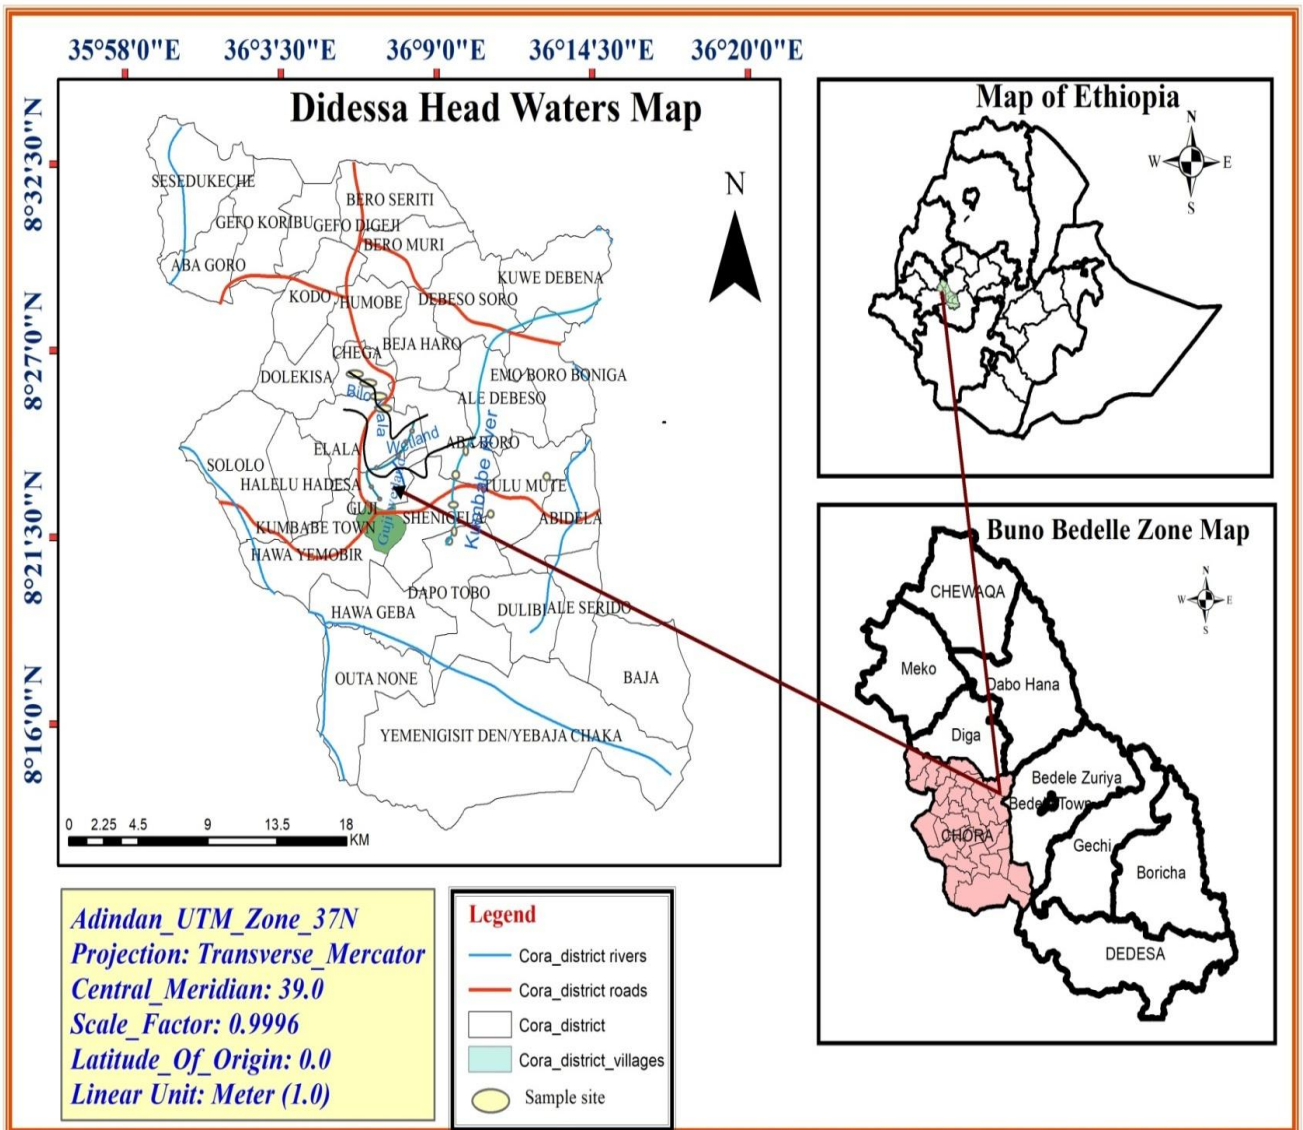 35°58'0"E 36°3'30"E 36°9'0"E 36°14'30"E 36°20'0"E
8°32'30"N
8°27'0"N
8°21'30"N
8°16'0"N
Didessa Head Waters Map
N
SESEDUKECHE
BERO SERITI
GEFO KORIBU
GEFO DIGEJI
BERO MURI
ABA GORO
KUWE DEBENA
KODO
HUMOBE
DEBESO SORO
CHEGA
BEJA HARO
DOLEKISA
EMO BORO BONIGA
Bilo
ALE DEBESO
Wetland
ELALA
ABA BORO
SOLOLO
HALELU HADESA
TULU MUTE
Kumbabe River
GUJI
Guji wetland
KUMBABE TOWN
ABIDELA
HAWA YEMOBIR
DAPO TOBO
HAWA GEBA
DULIBI
ALE SERIDO
OUTA NONE
BAJA
YEMENIGISIT DEN/YEBAJA CHAKA
0 2.25 4.5 9 13.5 18
KM
Map of Ethiopia
N
W E
S
Buno Bedelle Zone Map
N
W E
S
CHEWAQA
Meko
Dabo Hana
Diga
Bedele Zuriya
Bedele Town
CHORA
Gechi
Boricha
DEDESA
Adindan_UTM_Zone_37N
Projection: Transverse_Mercator
Central_Meridian: 39.0
Scale_Factor: 0.9996
Latitude_Of_Origin: 0.0
Linear Unit: Meter (1.0)
Legend
Cora_district rivers
Cora_district roads
Cora_district
Cora_district_villages
Sample site